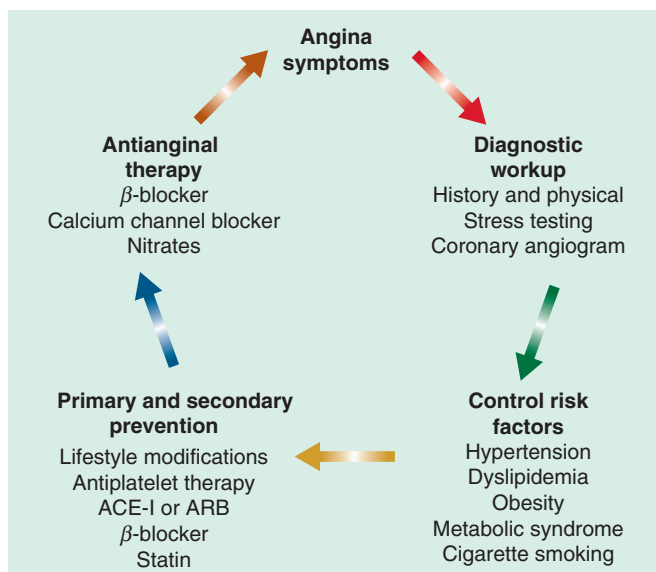 Angina
symptoms
Diagnostic
workup
History and physical
Stress testing
Coronary angiogram
Control risk
factors
Hypertension
Dyslipidemia
Obesity
Metabolic syndrome
Cigarette smoking
Primary and secondary
prevention
Lifestyle modifications
Antiplatelet therapy
ACE-I or ARB
β-blocker
Statin
Antianginal
therapy
β-blocker
Calcium channel blocker
Nitrates